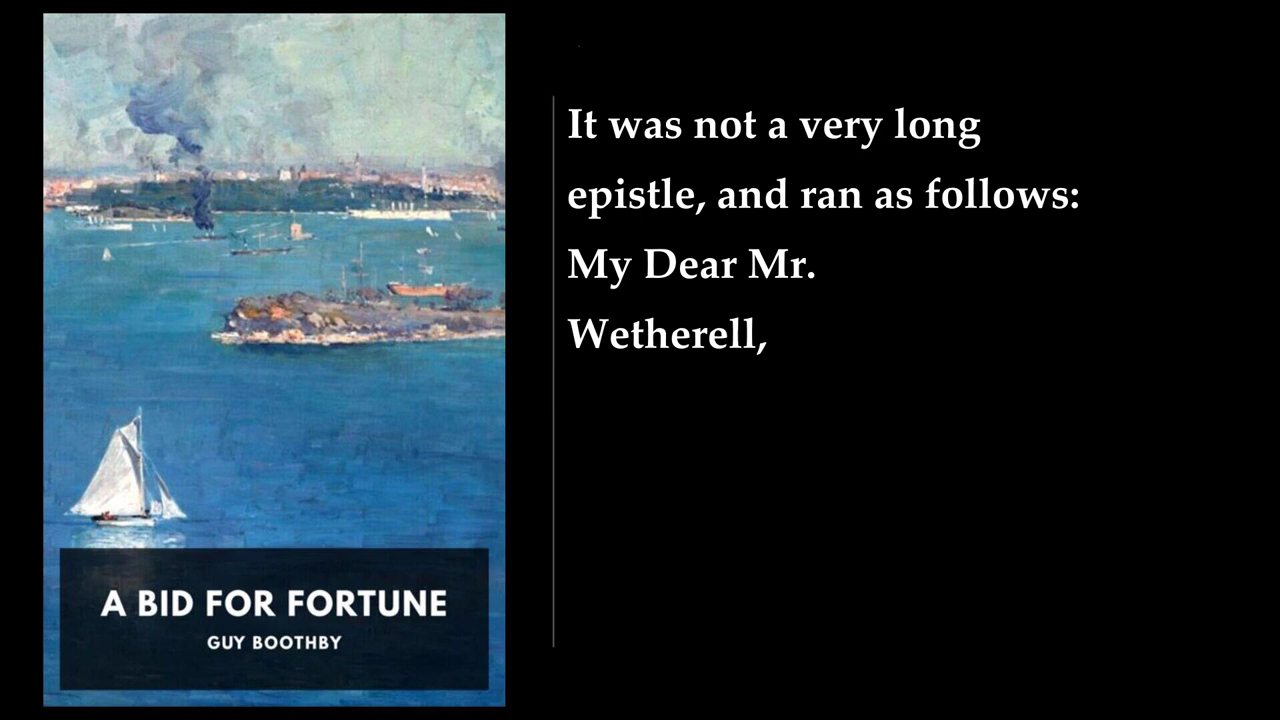 A BID FOR FORTUNE
GUY BOOTHBY
It was not a very long
epistle, and ran as follows:
My Dear Mr.
Wetherell,